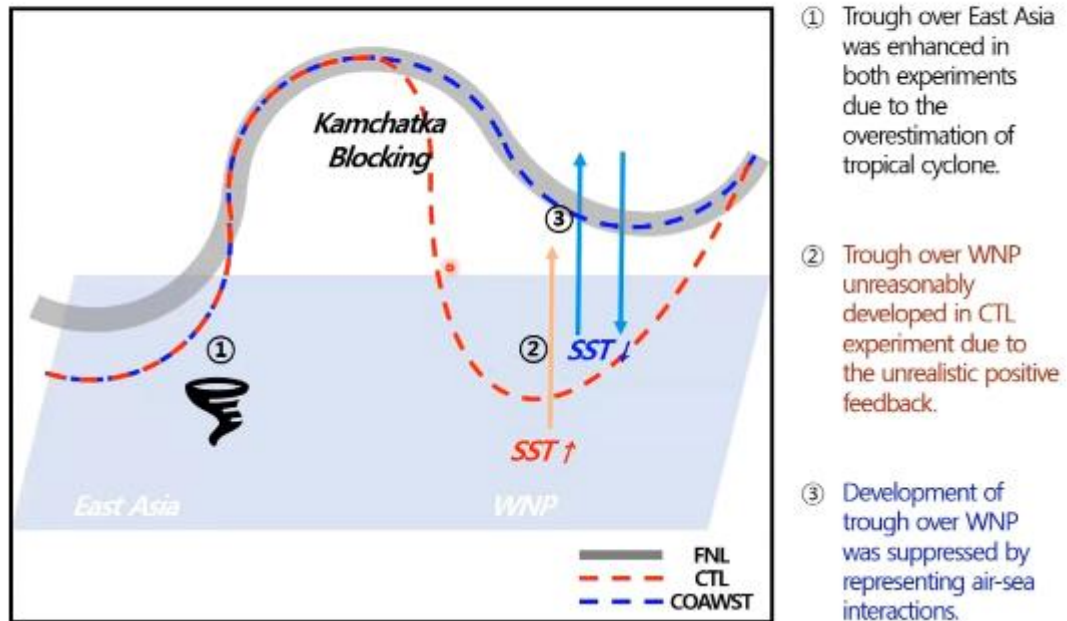 Kamchatka
Blocking
①
②
③
SST ↓
SST ↑
East Asia
WNP
FNL
CTL
COAWST
① Trough over East Asia
was enhanced in
both experiments
due to the
overestimation of
tropical cyclone.
② Trough over WNP
unreasonably
developed in CTL
experiment due to
the unrealistic positive
feedback.
③ Development of
trough over WNP
was suppressed by
representing air-sea
interactions.